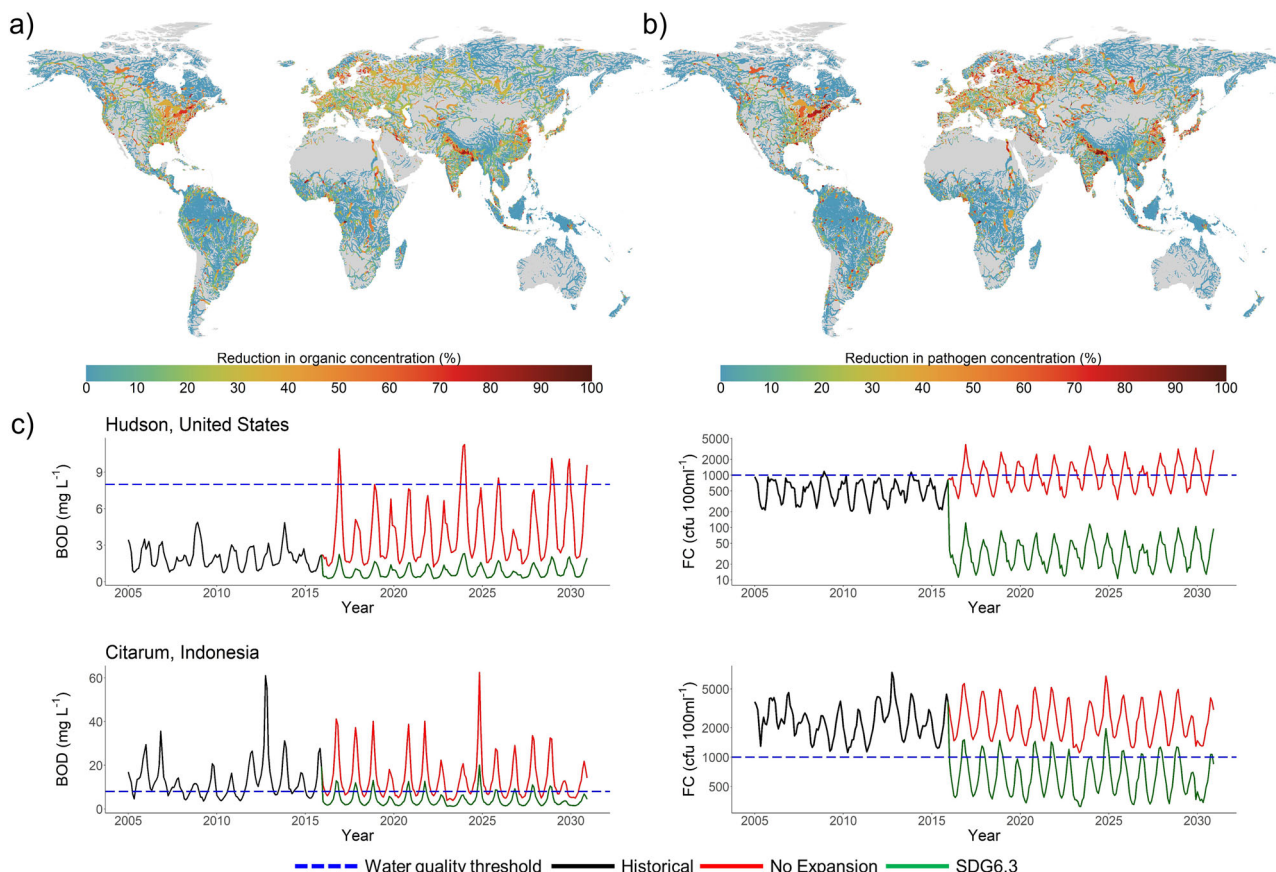 a)
b)
Reduction in organic concentration (%)
0 10 20 30 40 50 60 70 80 90 100
Reduction in pathogen concentration (%)
0 10 20 30 40 50 60 70 80 90 100
c)
Hudson, United States
BOD (mg L⁻¹)
9
6
3
0
2005 2010 2015 2020 2025 2030
Year
FC (cfu 100ml⁻¹)
5000
2000
1000
500
200
100
50
20
10
2005 2010 2015 2020 2025 2030
Year
Citarum, Indonesia
BOD (mg L⁻¹)
60
40
20
0
2005 2010 2015 2020 2025 2030
Year
FC (cfu 100ml⁻¹)
5000
2000
1000
500
2005 2010 2015 2020 2025 2030
Year
Water quality threshold Historical No Expansion SDG6.3